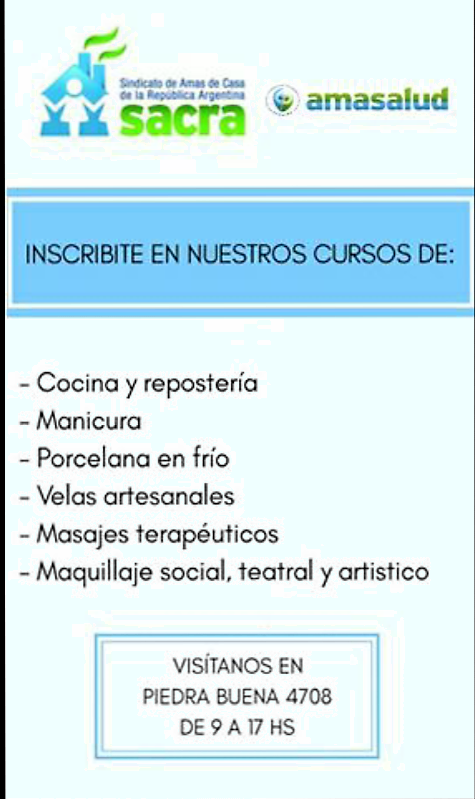 Sindicato de Amas de Casa
de la República Argentina
sacra
amasalud
INSCRIBITE EN NUESTROS CURSOS DE:
- Cocina y repostería
- Manicura
- Porcelana en frío
- Velas artesanales
- Masajes terapéuticos
- Maquillaje social, teatral y artistico
VISÍTANOS EN
PIEDRA BUENA 4708
DE 9 A 17 HS